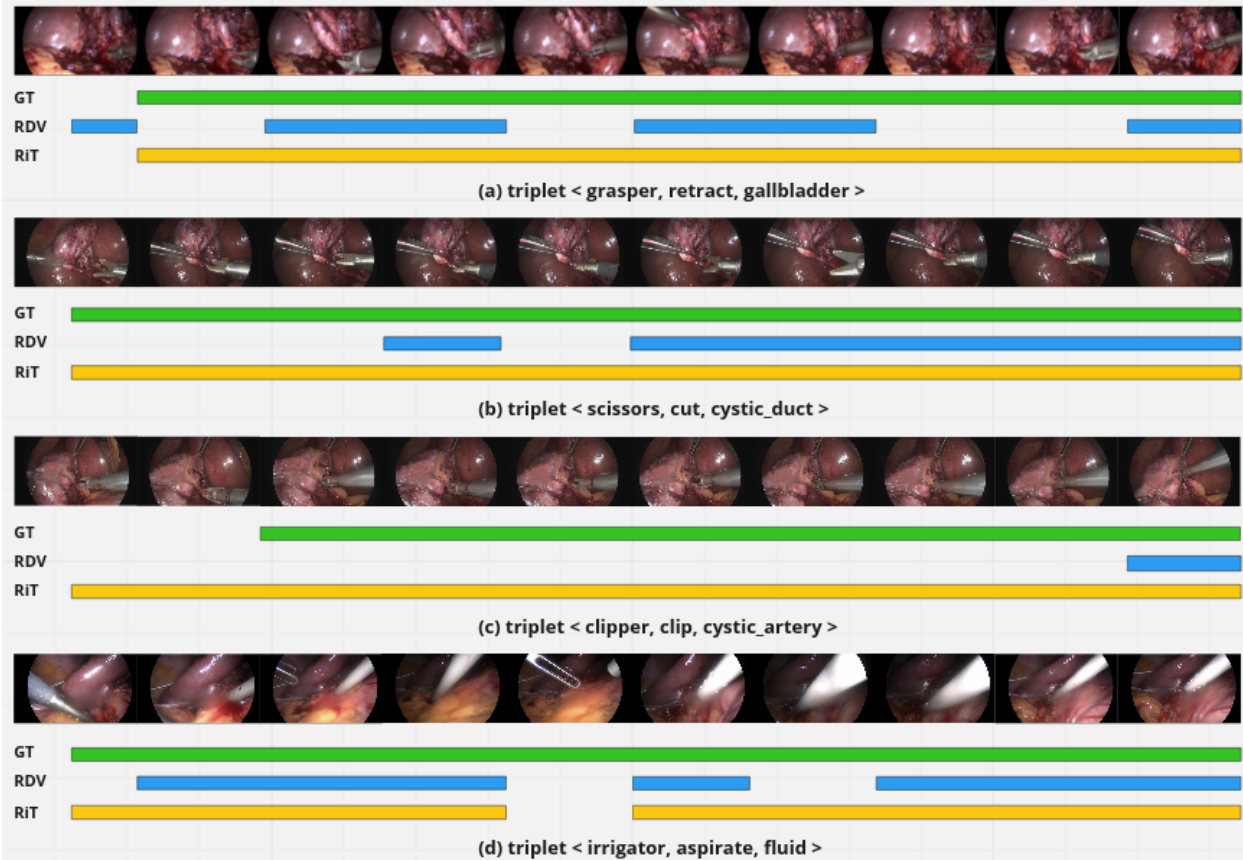 GT
RDV
RiT
(a) triplet < grasper, retract, gallbladder >
GT
RDV
RiT
(b) triplet < scissors, cut, cystic_duct >
GT
RDV
RiT
(c) triplet < clipper, clip, cystic_artery >
GT
RDV
RiT
(d) triplet < irrigator, aspirate, fluid >